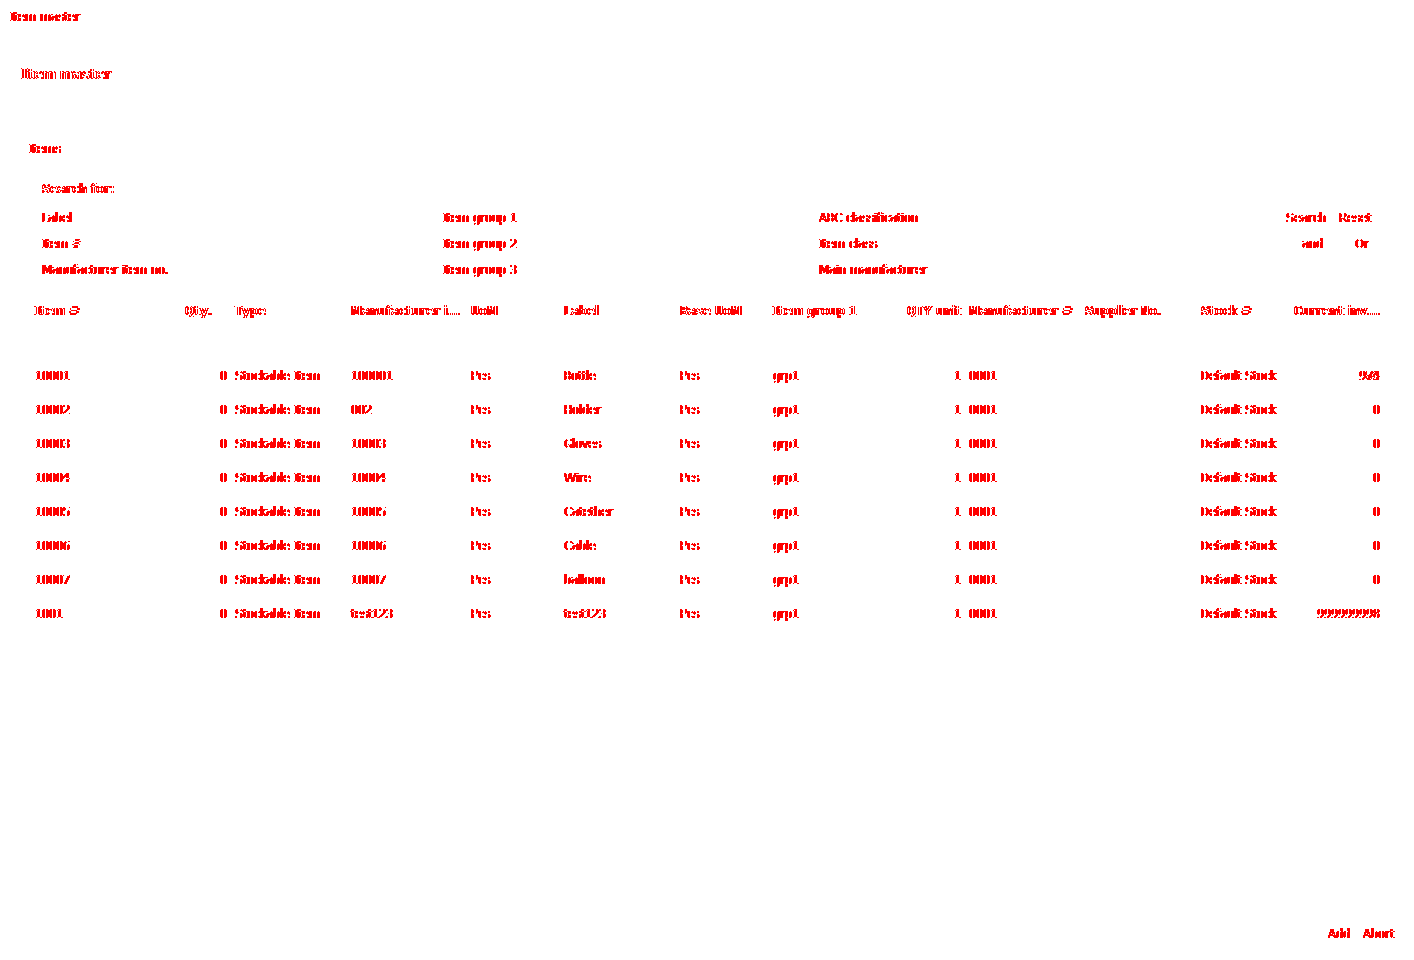 Item master
Item master
Items
Search for:
Label Item group 1 ABC classification Search Reset
Item # Item group 2 Item class and Or
Manufacturer item no. Item group 3 Main manufacturer
Item # Qty. Type Manufacturer i.... UoM Label Base UoM Item group 1 QTY unit Manufacturer # Supplier No. Stock # Current inv....
10001 0 Stockable Item 100001 Pcs Bottle Pcs grp1 1 0001 Default Stock
10002 0 Stockable Item 002 Pcs Holder Pcs grp1 1 0001 Default Stock 0
10003 0 Stockable Item 10003 Pcs Gloves Pcs grp1 1 0001 Default Stock 0
10004 0 Stockable Item 10004 Pcs Wire Pcs grp1 1 0001 Default Stock 0
10005 0 Stockable Item 10005 Pcs Catether Pcs grp1 1 0001 Default Stock 0
10006 0 Stockable Item 10006 Pcs Cable Pcs grp1 1 0001 Default Stock 0
10007 0 Stockable Item 10007 Pcs balloon Pcs grp1 1 0001 Default Stock 0
1001 0 Stockable Item test123 Pcs test123 Pcs grp1 1 0001 Default Stock 999999998
Add Abort